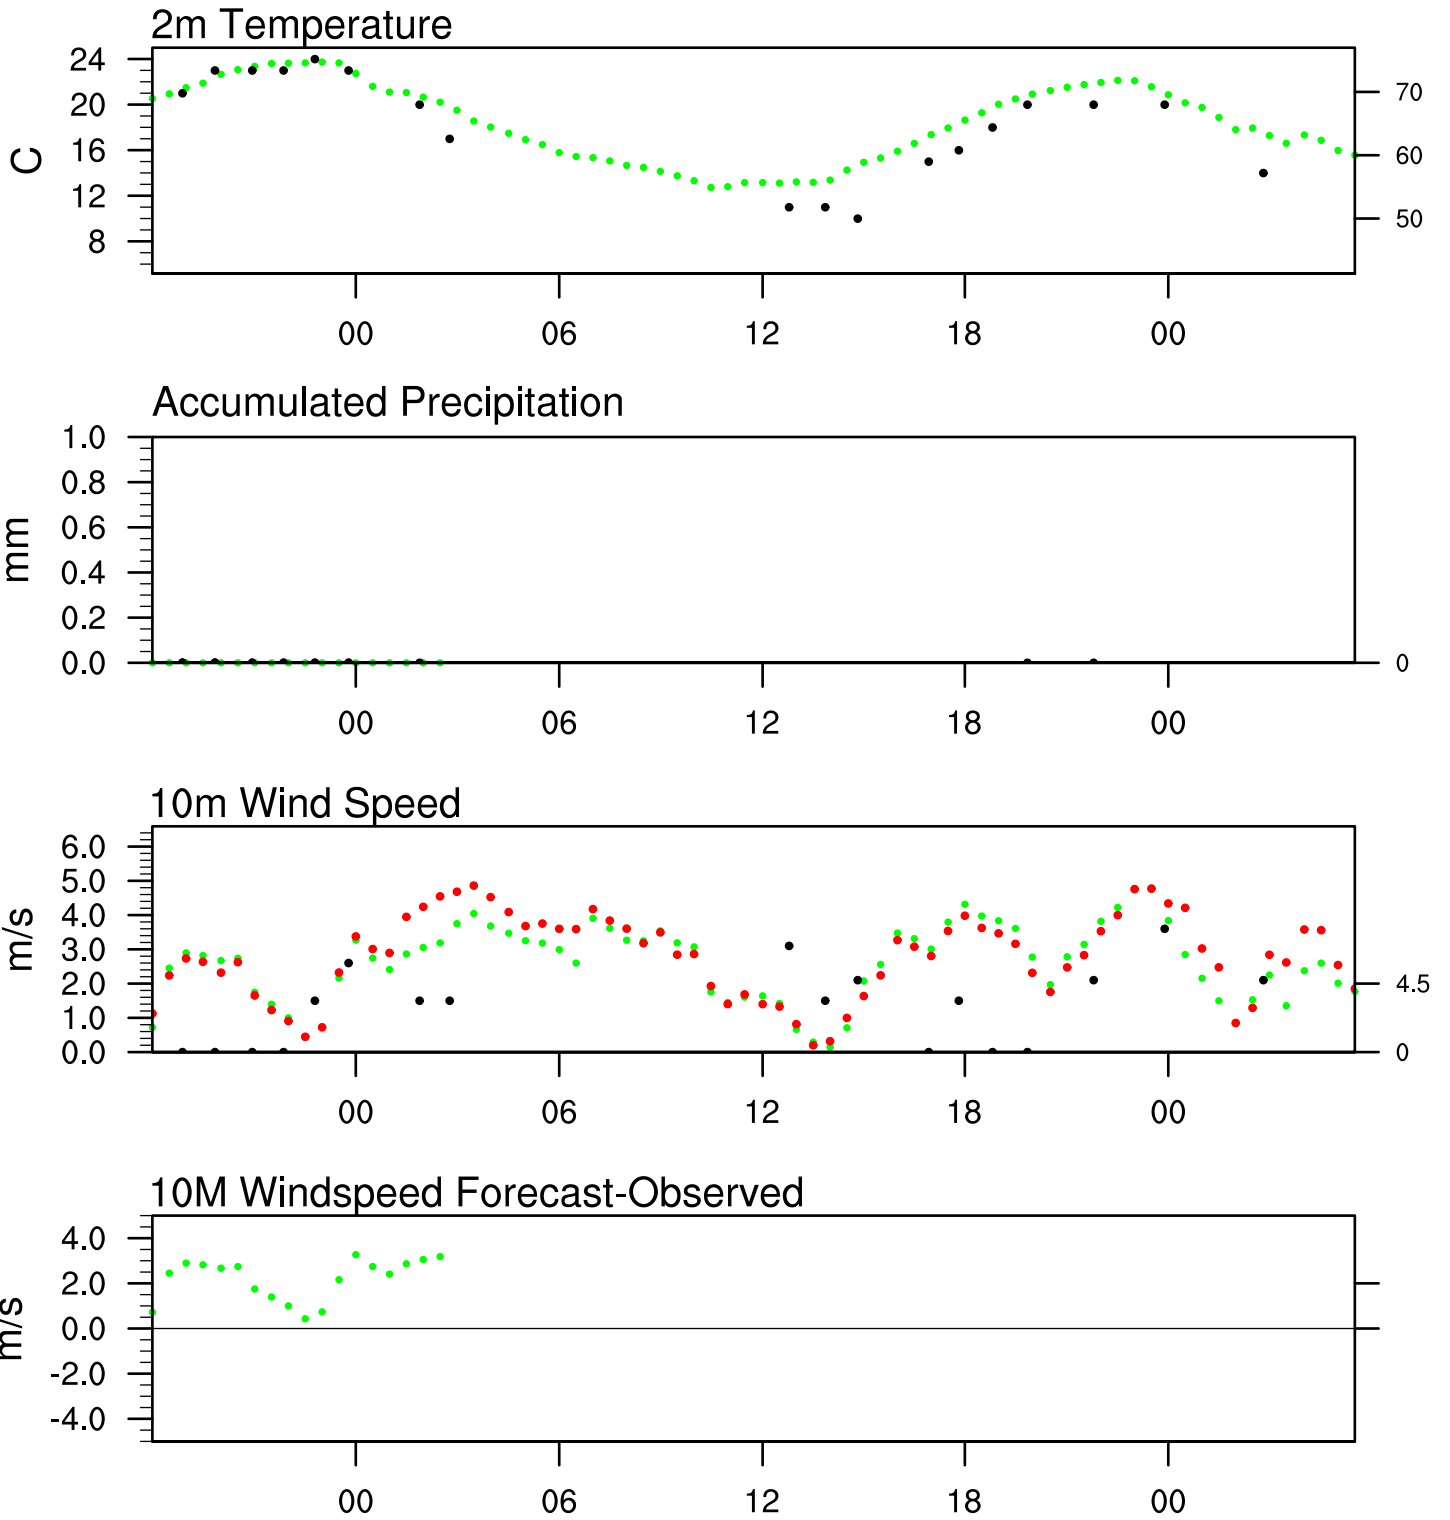 2m Temperature
24
20
16
12
8
C
70
60
50
00 06 12 18 00
Accumulated Precipitation
1.0
0.8
0.6
0.4
0.2
0.0
mm
0
00 06 12 18 00
10m Wind Speed
6.0
5.0
4.0
3.0
2.0
1.0
0.0
m/s
4.5
0
00 06 12 18 00
10M Windspeed Forecast-Observed
4.0
2.0
0.0
-2.0
-4.0
m/s
00 06 12 18 00